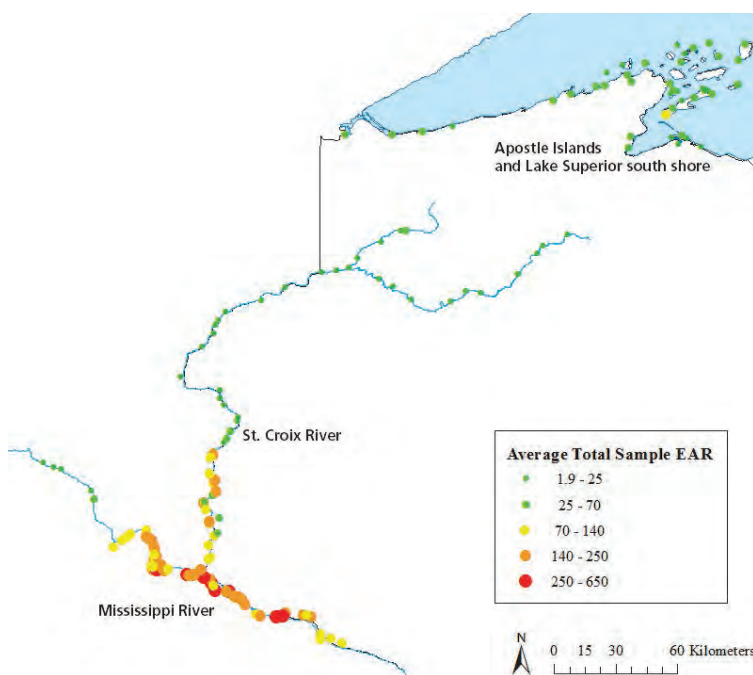 Apostle Islands
and Lake Superior south shore
St. Croix River
Mississippi River
Average Total Sample EAR
1.9 - 25
25 - 70
70 - 140
140 - 250
250 - 650
N
0 15 30 60 Kilometers